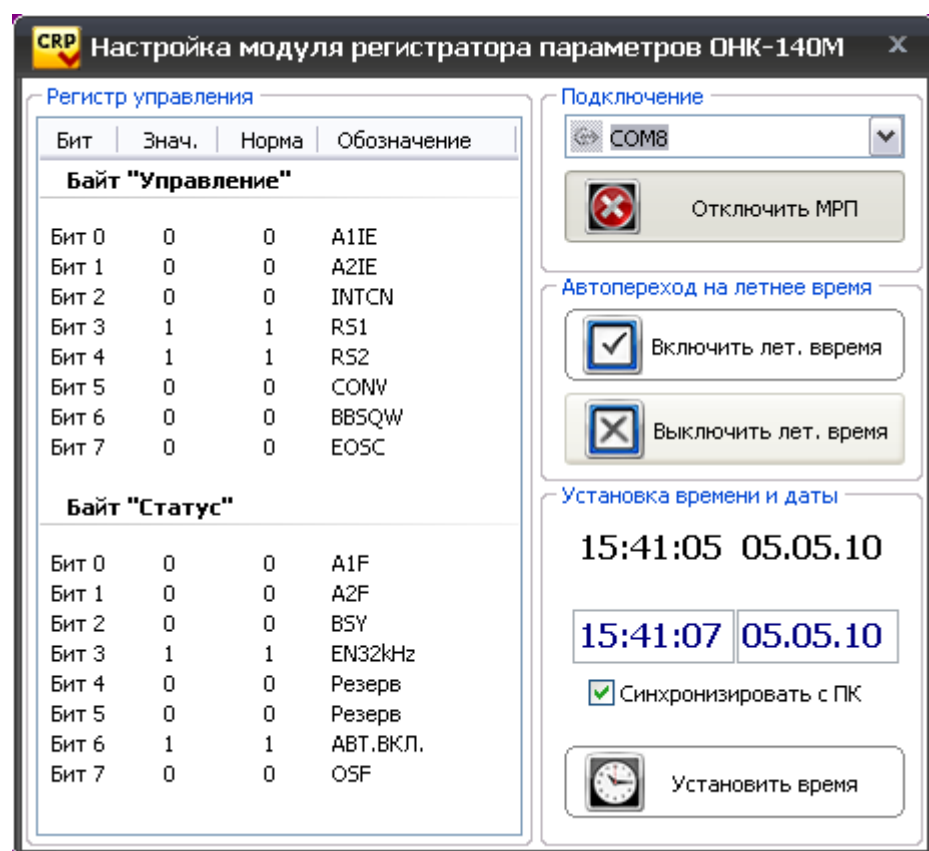 CRP Настройка модуля регистратора параметров ОНК-140М x
Регистр управления
Бит Знач. Норма Обозначение
Байт "Управление"
Бит 0 0 0 A1IE
Бит 1 0 0 A2IE
Бит 2 0 0 INTCN
Бит 3 1 1 RS1
Бит 4 1 1 RS2
Бит 5 0 0 CONV
Бит 6 0 0 BBSQW
Бит 7 0 0 EOSC
Байт "Статус"
Бит 0 0 0 A1F
Бит 1 0 0 A2F
Бит 2 0 0 BSY
Бит 3 1 1 EN32kHz
Бит 4 0 0 Резерв
Бит 5 0 0 Резерв
Бит 6 1 1 АВТ.ВКЛ.
Бит 7 0 0 OSF
Подключение
COM8
Отключить МРП
Автопереход на летнее время
Включить лет. ввремя
Выключить лет. время
Установка времени и даты
15:41:05 05.05.10
15:41:07 05.05.10
Синхронизировать с ПК
Установить время